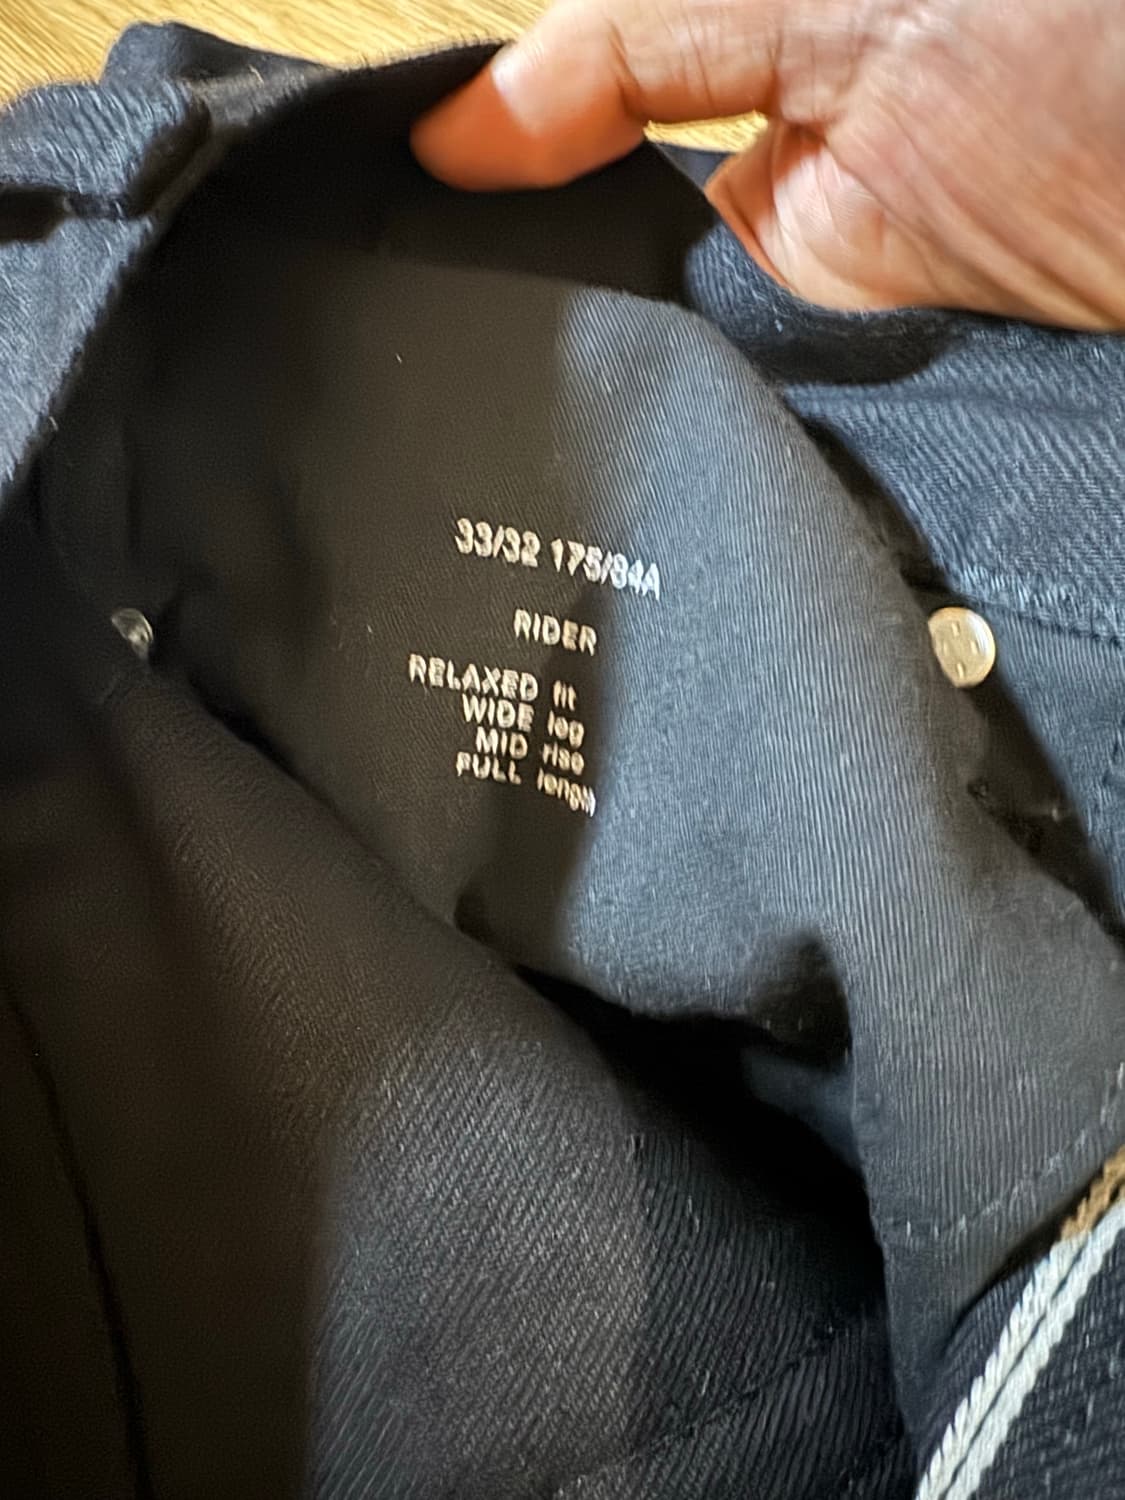 33/32 175/84A
RIDER
RELAXED fit
WIDE leg
MID rise
FULL length